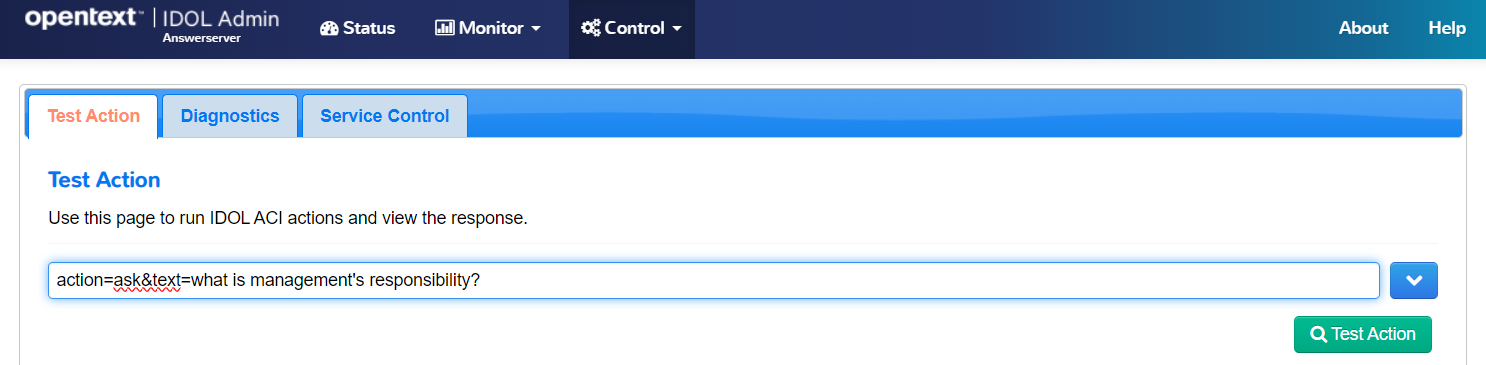 opentext™ | IDOL Admin
Answerserver
Status
Monitor
Control
About
Help
Test Action
Diagnostics
Service Control
Test Action
Use this page to run IDOL ACI actions and view the response.
action=ask&text=what is management's responsibility?
Test Action